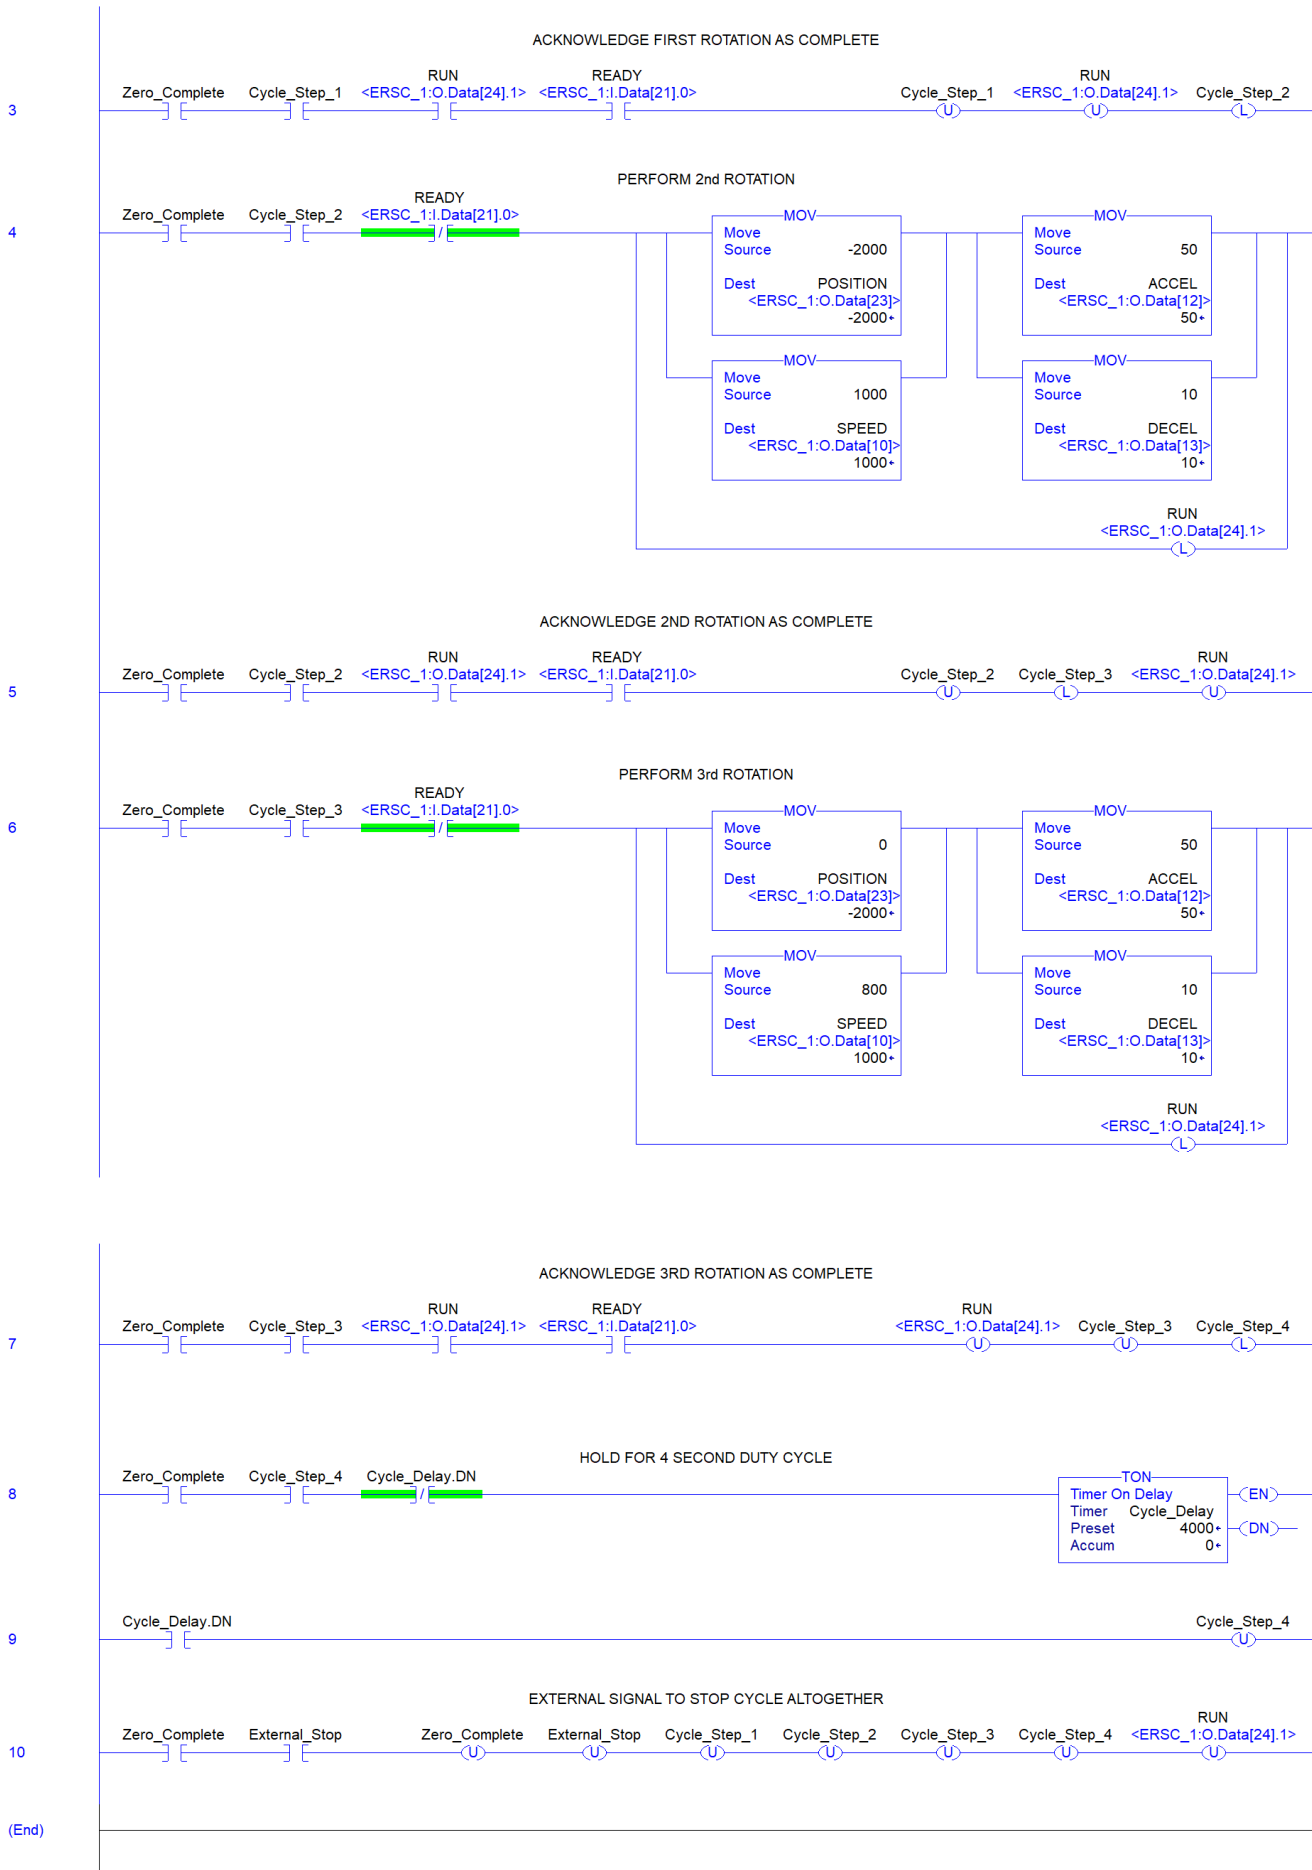 ACKNOWLEDGE FIRST ROTATION AS COMPLETE
RUN READY RUN
Zero_Complete Cycle_Step_1 <ERSC_1:O.Data[24].1> <ERSC_1:I.Data[21].0> Cycle_Step_1 <ERSC_1:O.Data[24].1> Cycle_Step_2
3 U U L
PERFORM 2nd ROTATION
READY
Zero_Complete Cycle_Step_2 <ERSC_1:I.Data[21].0>
4 MOV MOV
Move Move
Source -2000 Source 50
Dest POSITION Dest ACCEL
<ERSC_1:O.Data[23]> <ERSC_1:O.Data[12]>
-2000 50
MOV MOV
Move Move
Source 1000 Source 10
Dest SPEED Dest DECEL
<ERSC_1:O.Data[10]> <ERSC_1:O.Data[13]>
1000 10
RUN
<ERSC_1:O.Data[24].1>
L
ACKNOWLEDGE 2ND ROTATION AS COMPLETE
RUN READY RUN
Zero_Complete Cycle_Step_2 <ERSC_1:O.Data[24].1> <ERSC_1:I.Data[21].0> Cycle_Step_2 Cycle_Step_3 <ERSC_1:O.Data[24].1>
5 U L U
PERFORM 3rd ROTATION
READY
Zero_Complete Cycle_Step_3 <ERSC_1:I.Data[21].0>
6 MOV MOV
Move Move
Source 0 Source 50
Dest POSITION Dest ACCEL
<ERSC_1:O.Data[23]> <ERSC_1:O.Data[12]>
-2000 50
MOV MOV
Move Move
Source 800 Source 10
Dest SPEED Dest DECEL
<ERSC_1:O.Data[10]> <ERSC_1:O.Data[13]>
1000 10
RUN
<ERSC_1:O.Data[24].1>
L
ACKNOWLEDGE 3RD ROTATION AS COMPLETE
RUN READY RUN
Zero_Complete Cycle_Step_3 <ERSC_1:O.Data[24].1> <ERSC_1:I.Data[21].0> <ERSC_1:O.Data[24].1> Cycle_Step_3 Cycle_Step_4
7 U U L
HOLD FOR 4 SECOND DUTY CYCLE
Zero_Complete Cycle_Step_4 Cycle_Delay.DN TON
8 Timer On Delay EN
Timer Cycle_Delay
Preset 4000 DN
Accum 0
Cycle_Delay.DN Cycle_Step_4
9 U
EXTERNAL SIGNAL TO STOP CYCLE ALTOGETHER
RUN
Zero_Complete External_Stop Zero_Complete External_Stop Cycle_Step_1 Cycle_Step_2 Cycle_Step_3 Cycle_Step_4 <ERSC_1:O.Data[24].1>
10 U U U U U U U
(End)